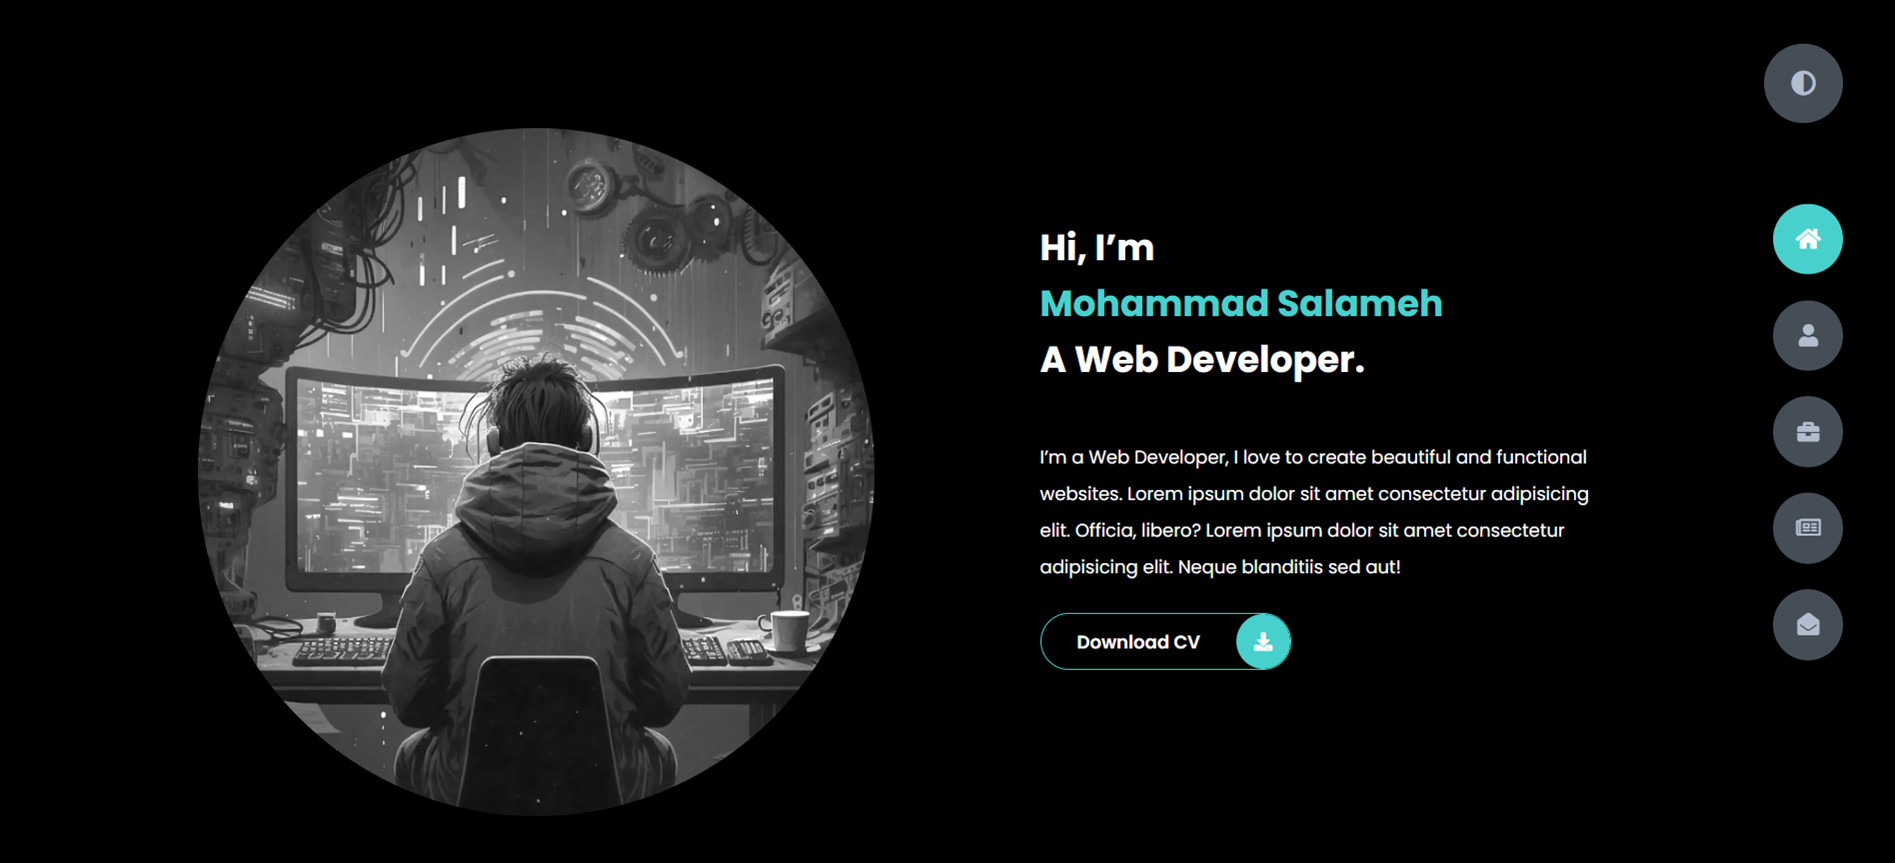 Hi, I’m
Mohammad Salameh
A Web Developer.
I’m a Web Developer, I love to create beautiful and functional
websites. Lorem ipsum dolor sit amet consectetur adipisicing
elit. Officia, libero? Lorem ipsum dolor sit amet consectetur
adipisicing elit. Neque blanditiis sed aut!
Download CV